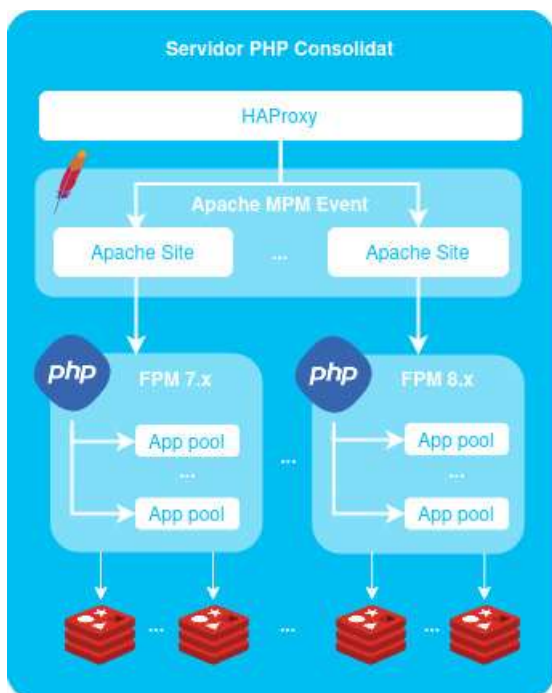 Servidor PHP Consolidat
HAProxy
Apache MPM Event
Apache Site
...
Apache Site
php
FPM 7.x
php
FPM 8.x
App pool
...
App pool
...
App pool
...
App pool
...
...
...